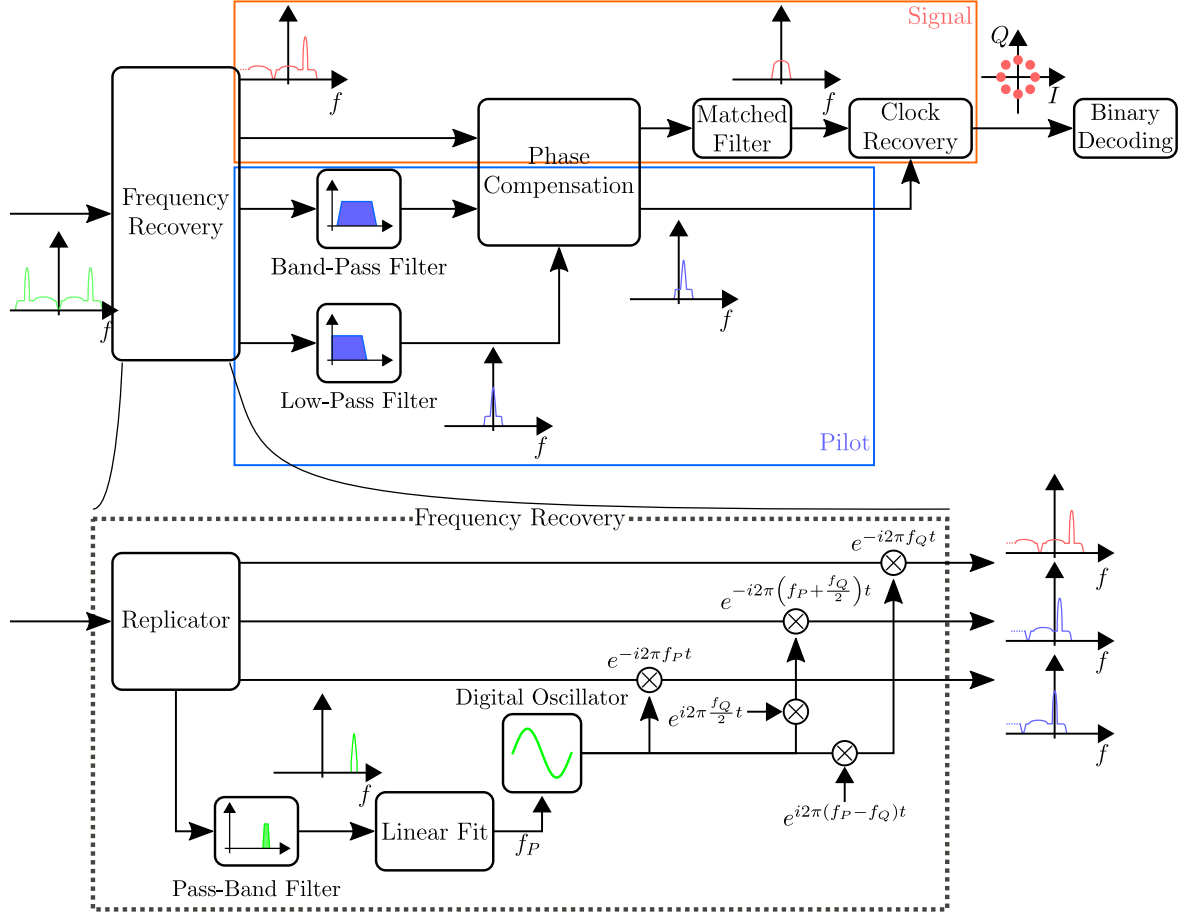 Signal
Q
I
f
f
Frequency
Recovery
Phase
Compensation
Matched
Filter
Clock
Recovery
Binary
Decoding
Band-Pass Filter
f
f
Low-Pass Filter
f
Pilot
Frequency Recovery
e^{-i2πf_Q t}
f
e^{-i2π(f_P+\frac{f_Q}{2})t}
Replicator
f
e^{-i2πf_P t}
Digital Oscillator
e^{i2π\frac{f_Q}{2}t}
f
f
e^{i2π(f_P-f_Q)t}
Linear Fit
f_P
Pass-Band Filter